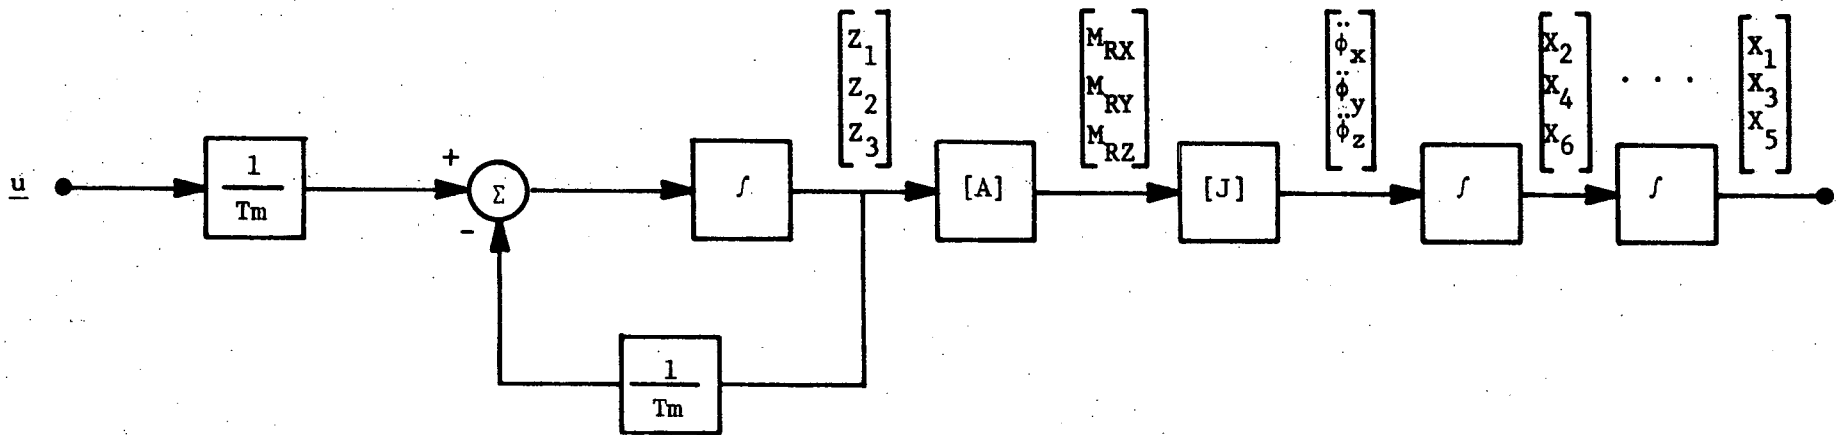 Z1
Z2
Z3
MRX
MRY
MRZ
φ̈x
φ̈y
φ̈z
X2
X4
X6
. . .
X1
X3
X5
u
1
Tm
+
-
Σ
∫
[A]
[J]
∫
∫
1
Tm